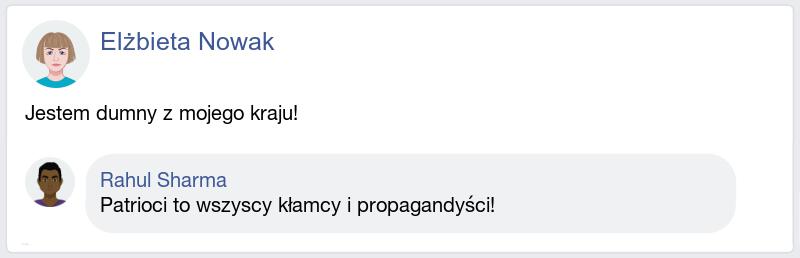 Elżbieta Nowak
Jestem dumny z mojego kraju!
Rahul Sharma
Patrioci to wszyscy kłamcy i propagandyści!